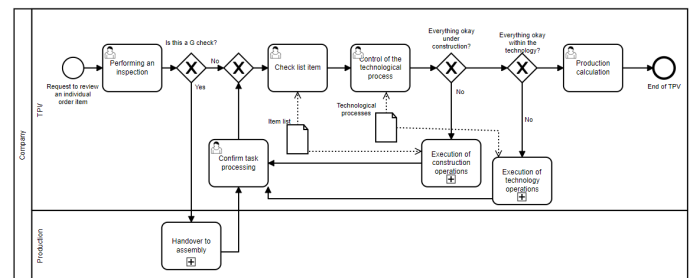 Company
TPV
Production
Request to review
an individual
order item
Performing an
inspection
Is this a G check?
No
Yes
Check list item
Control of the
technological
process
Everything okay
under
construction?
Everything okay
within the
technology?
Production
calculation
End of TPV
Item list
Technological
processes
No
No
Confirm task
processing
Execution of
construction
operations
Execution of
technology
operations
Handover to
assembly